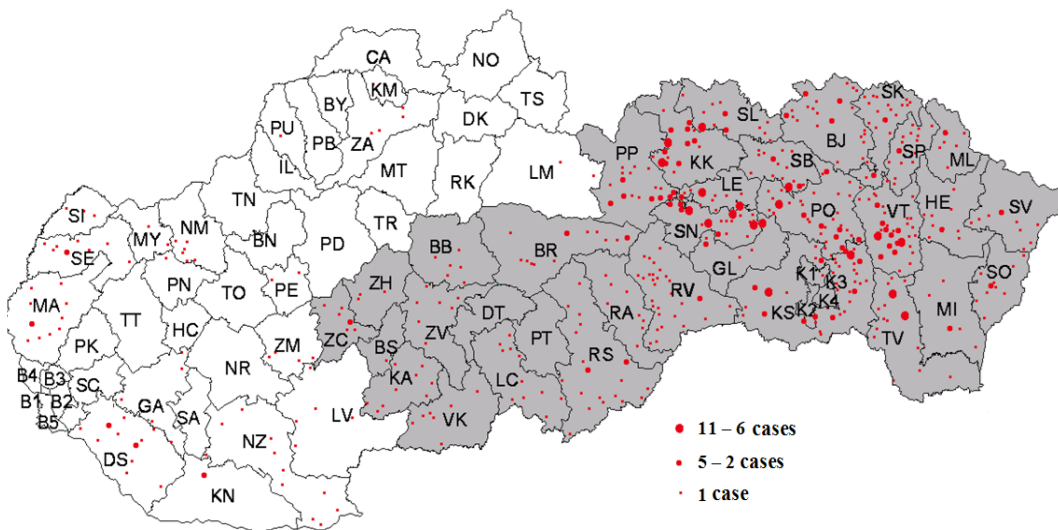 CA
NO
KM
TS
BY
PU
PB
ZA
DK
IL
MT
RK
LM
TN
TR
SI
MY
NM
BN
PD
SE
PN
TO
PE
MA
TT
HC
ZM
PK
NR
B4
B3
SC
B1
B2
B5
GA
SA
LV
DS
NZ
KN
SK
SL
BJ
PP
KK
SB
SP
ML
LE
PO
VT
HE
SV
SN
BB
BR
GL
K1
K3
SO
ZH
RV
K4
K2
KS
MI
DT
RA
ZC
BS
ZV
PT
TV
KA
LC
RS
VK
11 – 6 cases
5 – 2 cases
1 case